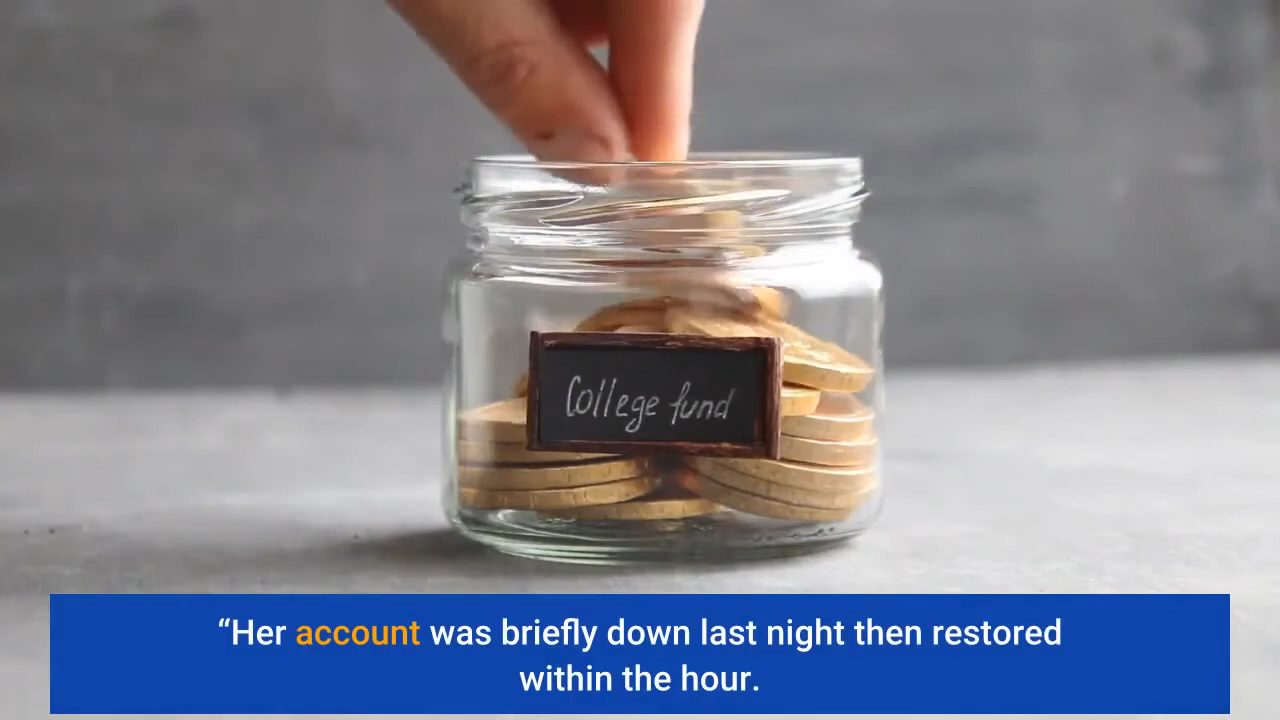 College fund
“Her account was briefly down last night then restored
within the hour.